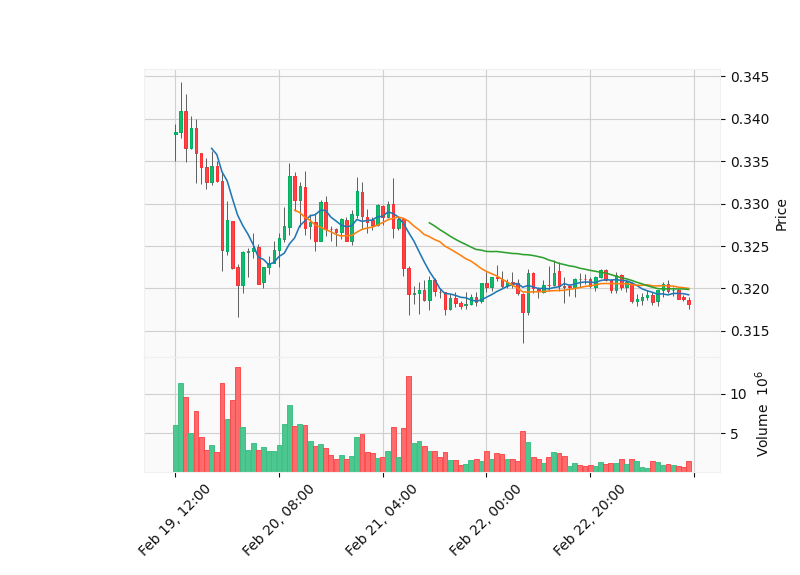 0.345
0.340
0.335
0.330
0.325
0.320
0.315
Price
10
5
Volume 10⁶
Feb 19, 12:00
Feb 20, 08:00
Feb 21, 04:00
Feb 22, 00:00
Feb 22, 20:00